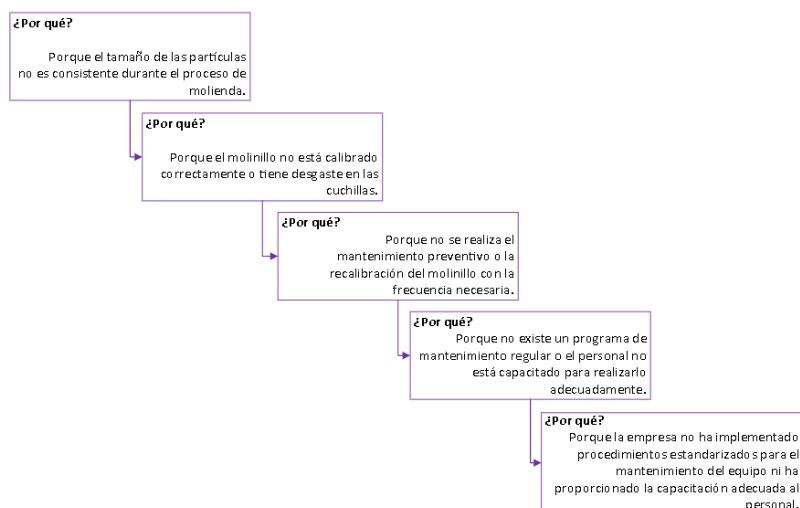 ¿Por qué?
Porque el tamaño de las partículas
no es consistente durante el proceso de
molienda.
¿Por qué?
Porque el molinillo no está calibrado
correctamente o tiene desgaste en las
cuchillas.
¿Por qué?
Porque no se realiza el
mantenimiento preventivo o la
recalibración del molinillo con la
frecuencia necesaria.
¿Por qué?
Porque no existe un programa de
mantenimiento regular o el personal no
está capacitado para realizarlo
adecuadamente.
¿Por qué?
Porque la empresa no ha implementado
procedimientos estandarizados para el
mantenimiento del equipo ni ha
proporcionado la capacitación adecuada al
personal.